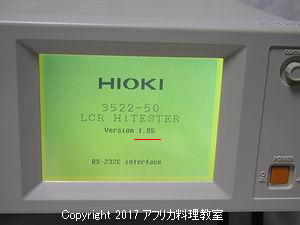 HIOKI
3522-50
LCR HiTESTER
Version 1.05
RS-232C interface
POWER
Copyright 2017 アフリカ料理教室